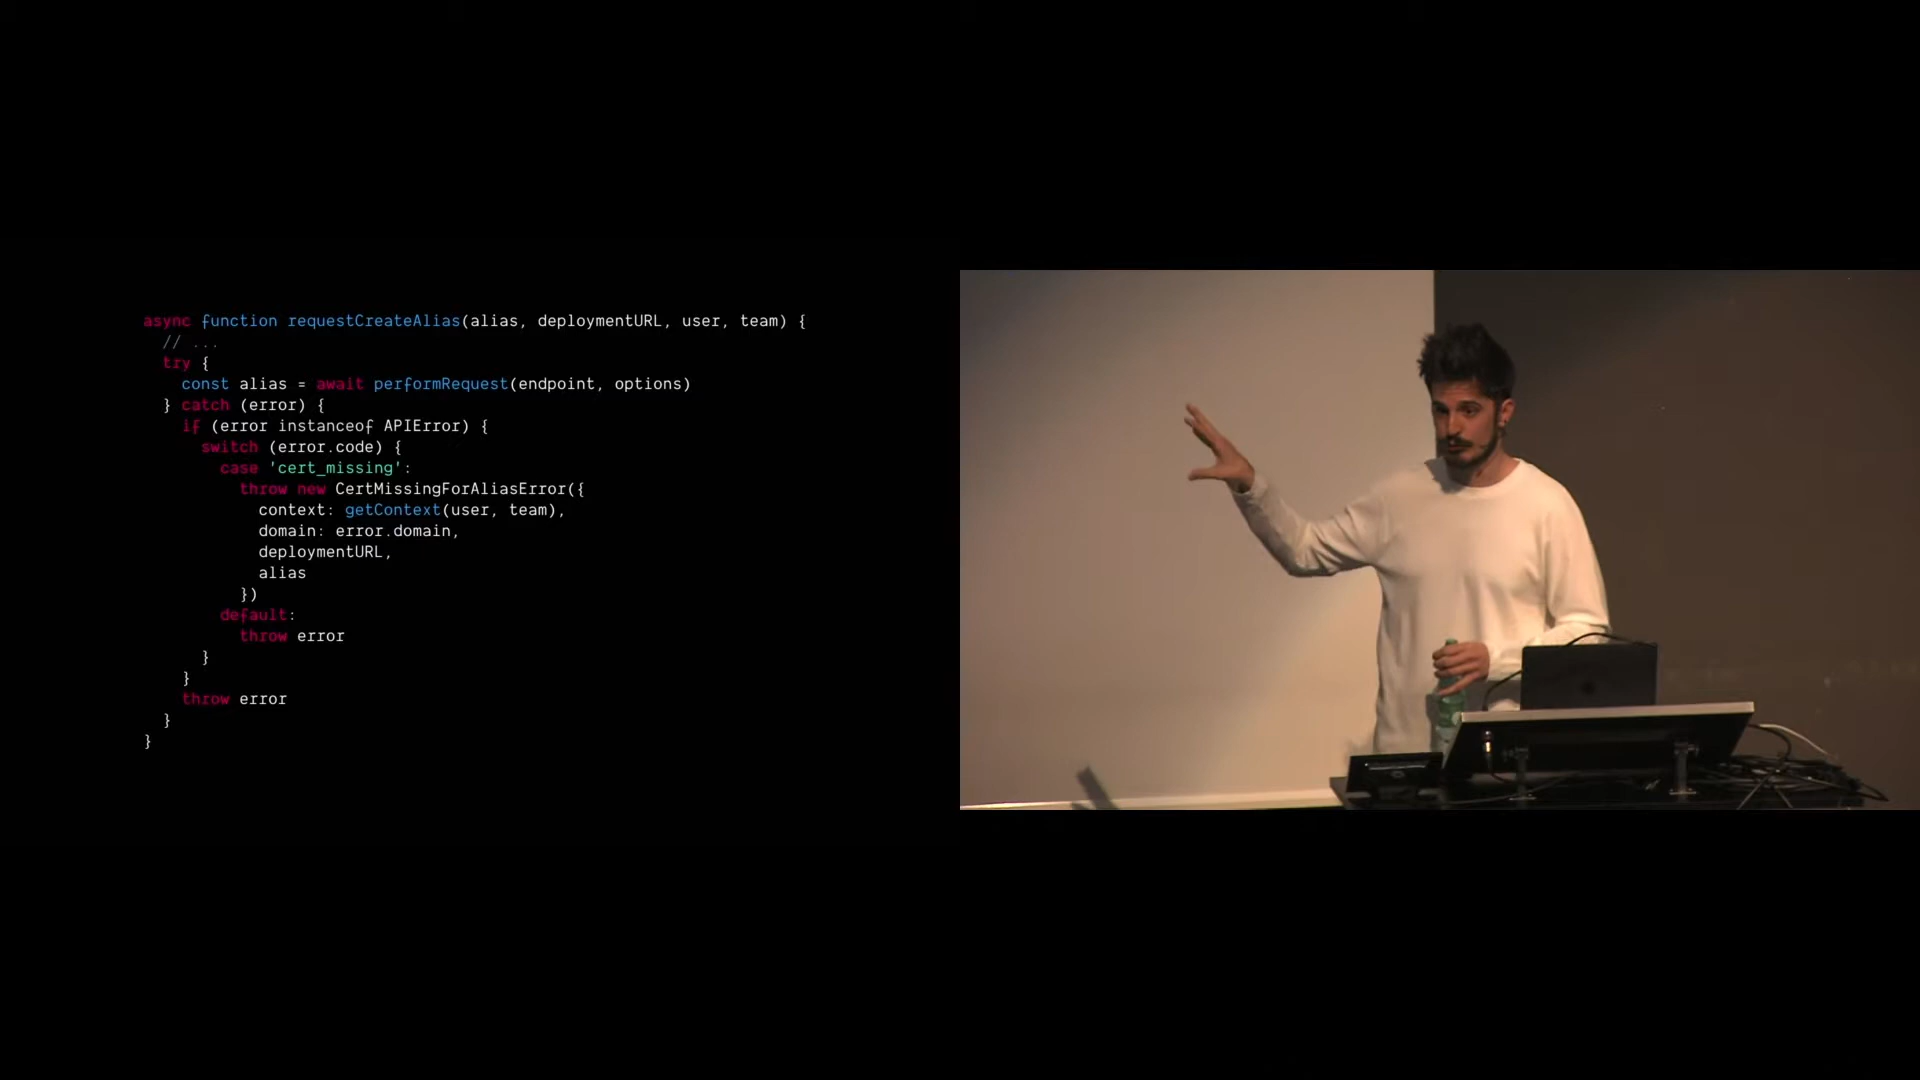 async function requestCreateAlias(alias, deploymentURL, user, team) {
// ...
try {
const alias = await performRequest(endpoint, options)
} catch (error) {
if (error instanceof APIError) {
switch (error.code) {
case 'cert_missing':
throw new CertMissingForAliasError({
context: getContext(user, team),
domain: error.domain,
deploymentURL,
alias
})
default:
throw error
}
}
throw error
}
}